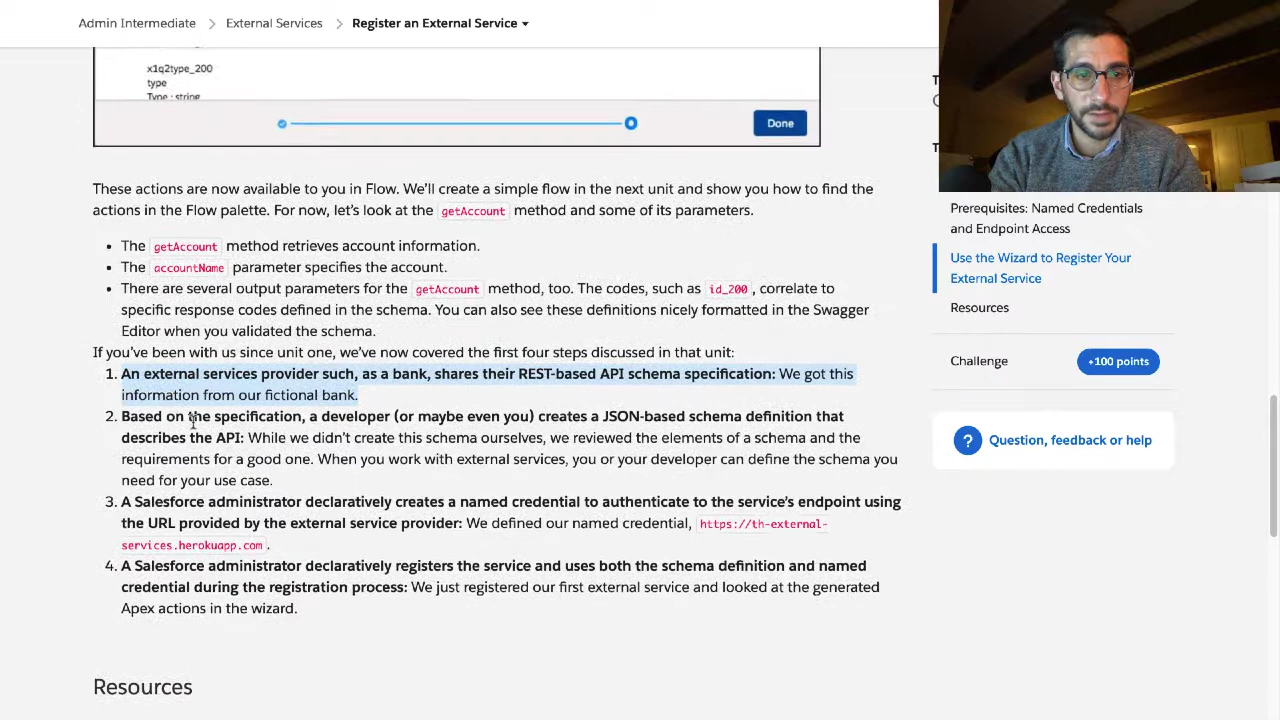 Admin Intermediate > External Services > Register an External Service
x1q2type_200
type
Type : string
Done
These actions are now available to you in Flow. We'll create a simple flow in the next unit and show you how to find the
actions in the Flow palette. For now, let's look at the getAccount method and some of its parameters.
• The getAccount method retrieves account information.
• The accountName parameter specifies the account.
• There are several output parameters for the getAccount method, too. The codes, such as id_200, correlate to
specific response codes defined in the schema. You can also see these definitions nicely formatted in the Swagger
Editor when you validated the schema.
If you've been with us since unit one, we've now covered the first four steps discussed in that unit:
1. An external services provider such, as a bank, shares their REST-based API schema specification: We got this
information from our fictional bank.
2. Based on the specification, a developer (or maybe even you) creates a JSON-based schema definition that
describes the API: While we didn't create this schema ourselves, we reviewed the elements of a schema and the
requirements for a good one. When you work with external services, you or your developer can define the schema you
need for your use case.
3. A Salesforce administrator declaratively creates a named credential to authenticate to the service's endpoint using
the URL provided by the external service provider: We defined our named credential, https://th-external-
services.herokuapp.com.
4. A Salesforce administrator declaratively registers the service and uses both the schema definition and named
credential during the registration process: We just registered our first external service and looked at the generated
Apex actions in the wizard.
Resources
Prerequisites: Named Credentials
and Endpoint Access
Use the Wizard to Register Your
External Service
Resources
Challenge
+100 points
? Question, feedback or help